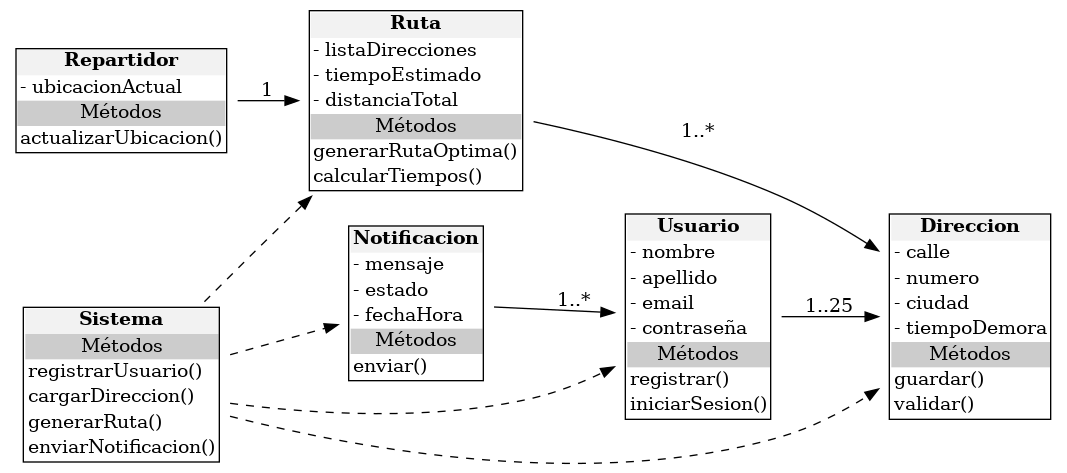 Repartidor
- ubicacionActual
Métodos
actualizarUbicacion()
1
Ruta
- listaDirecciones
- tiempoEstimado
- distanciaTotal
Métodos
generarRutaOptima()
calcularTiempos()
1..*
Notificacion
- mensaje
- estado
- fechaHora
Métodos
enviar()
1..*
Usuario
- nombre
- apellido
- email
- contraseña
Métodos
registrar()
iniciarSesion()
1..25
Direccion
- calle
- numero
- ciudad
- tiempoDemora
Métodos
guardar()
validar()
Sistema
Métodos
registrarUsuario()
cargarDireccion()
generarRuta()
enviarNotificacion()